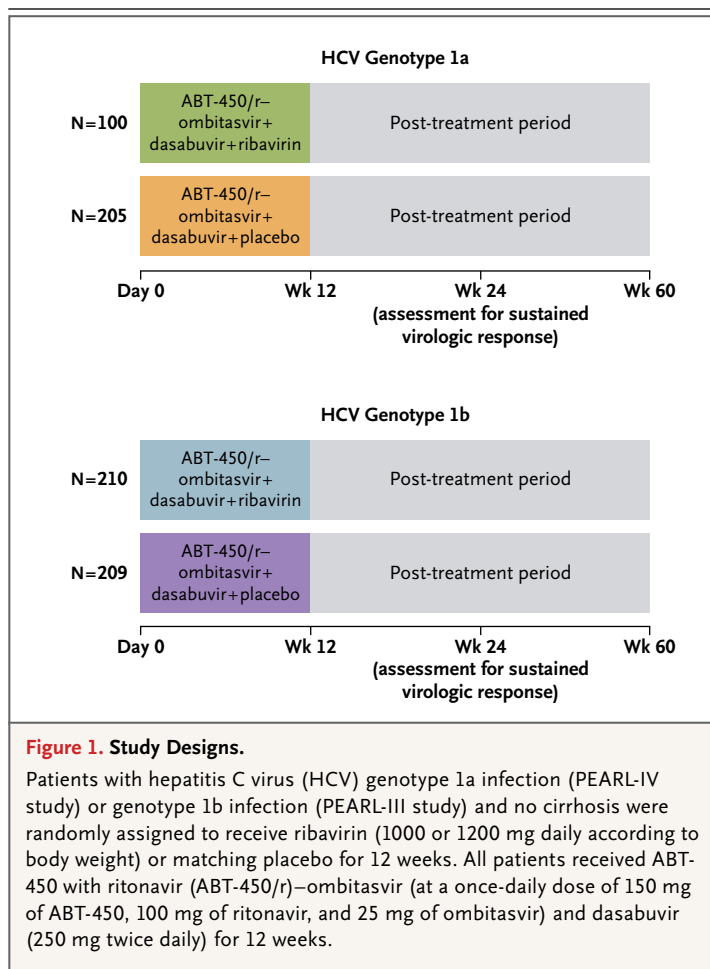 HCV Genotype 1a
N=100
ABT-450/r–
ombitasvir+
dasabuvir+ribavirin
Post-treatment period
N=205
ABT-450/r–
ombitasvir+
dasabuvir+placebo
Post-treatment period
Day 0 Wk 12 Wk 24 Wk 60
(assessment for sustained
virologic response)
HCV Genotype 1b
N=210
ABT-450/r–
ombitasvir+
dasabuvir+ribavirin
Post-treatment period
N=209
ABT-450/r–
ombitasvir+
dasabuvir+placebo
Post-treatment period
Day 0 Wk 12 Wk 24 Wk 60
(assessment for sustained
virologic response)
Figure 1. Study Designs.
Patients with hepatitis C virus (HCV) genotype 1a infection (PEARL-IV
study) or genotype 1b infection (PEARL-III study) and no cirrhosis were
randomly assigned to receive ribavirin (1000 or 1200 mg daily according to
body weight) or matching placebo for 12 weeks. All patients received ABT-
450 with ritonavir (ABT-450/r)–ombitasvir (at a once-daily dose of 150 mg
of ABT-450, 100 mg of ritonavir, and 25 mg of ombitasvir) and dasabuvir
(250 mg twice daily) for 12 weeks.